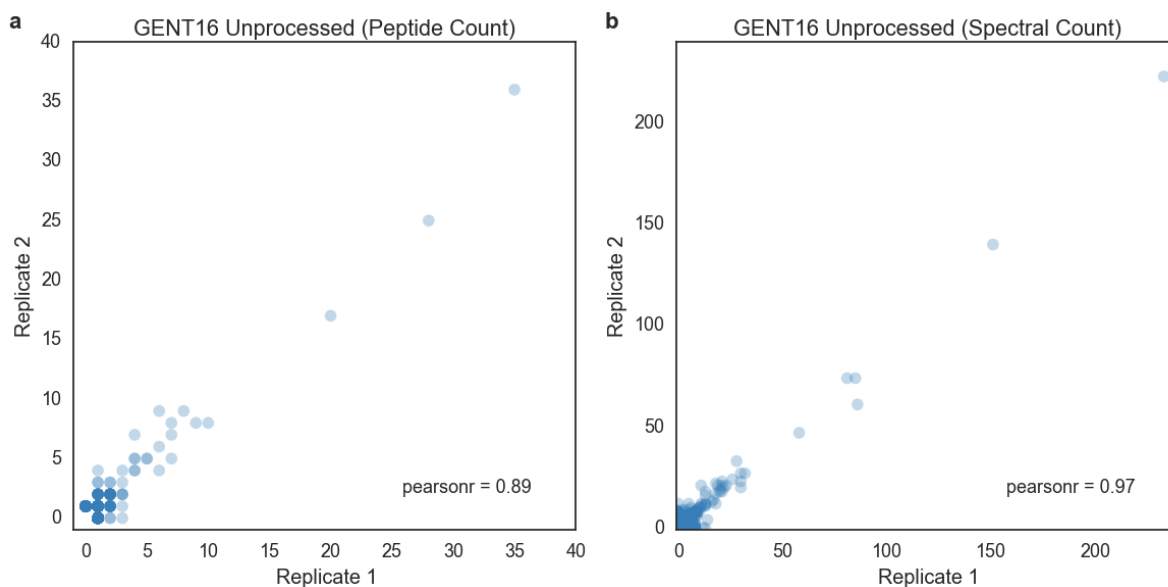 a
GENT16 Unprocessed (Peptide Count)
40
35
30
25
20
15
10
5
0
Replicate 2
pearsonr = 0.89
0 5 10 15 20 25 30 35 40
Replicate 1
b
GENT16 Unprocessed (Spectral Count)
200
150
100
50
0
Replicate 2
pearsonr = 0.97
0 50 100 150 200
Replicate 1